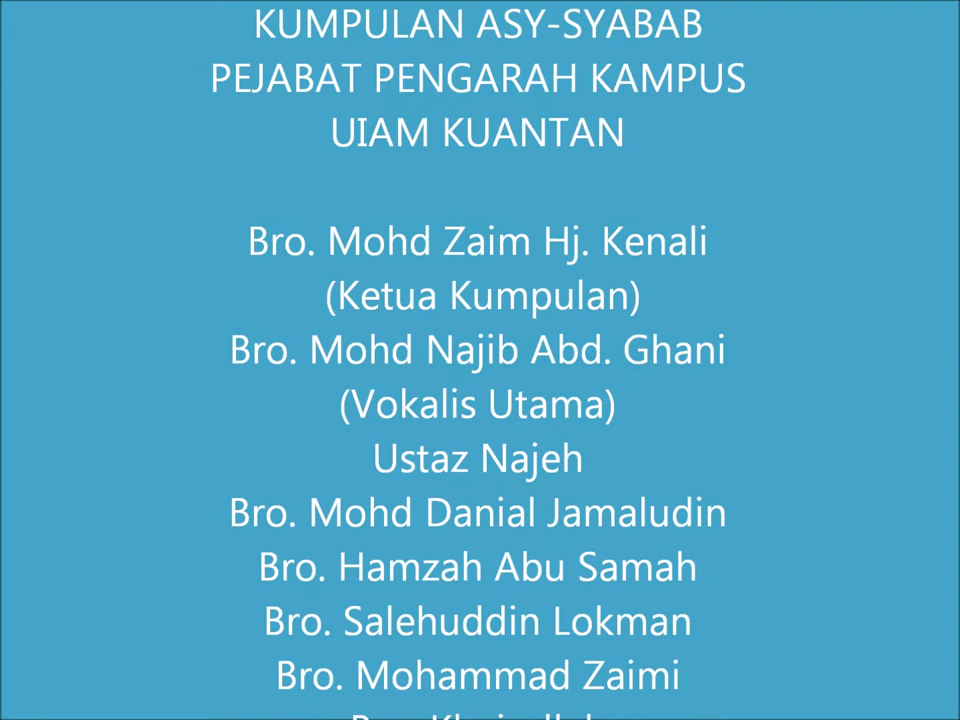 KUMPULAN ASY-SYABAB
PEJABAT PENGARAH KAMPUS
UIAM KUANTAN
Bro. Mohd Zaim Hj. Kenali
(Ketua Kumpulan)
Bro. Mohd Najib Abd. Ghani
(Vokalis Utama)
Ustaz Najeh
Bro. Mohd Danial Jamaludin
Bro. Hamzah Abu Samah
Bro. Salehuddin Lokman
Bro. Mohammad Zaimi